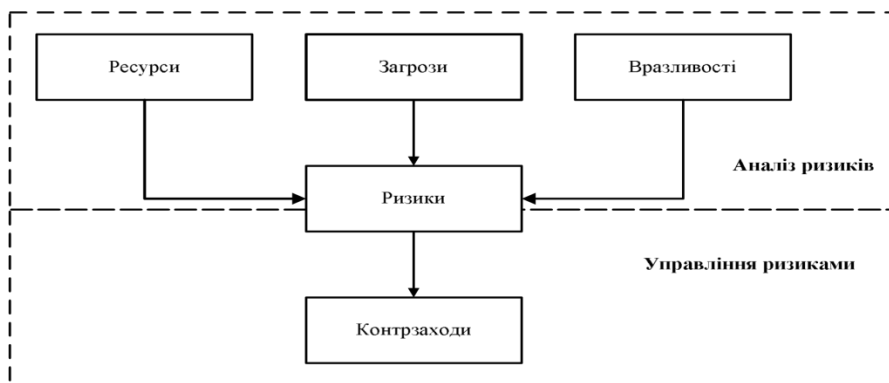 Ресурси
Загрози
Вразливості
Аналіз ризиків
Ризики
Управління ризиками
Контрзаходи